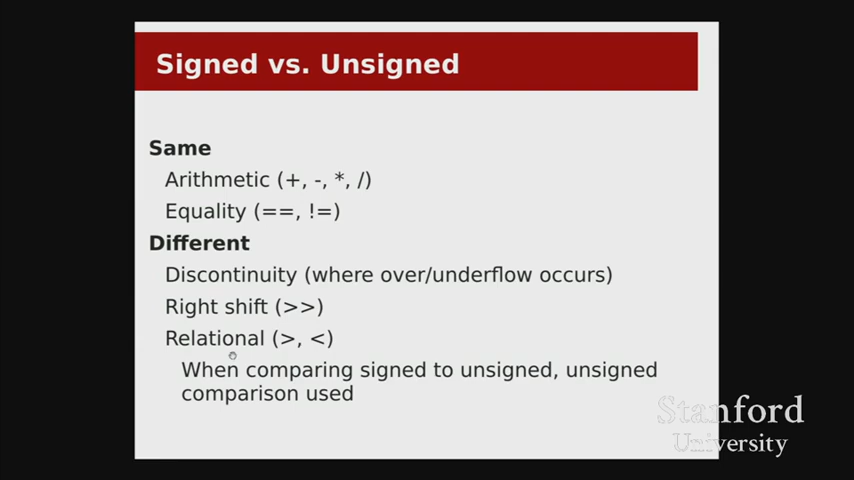 Signed vs. Unsigned
Same
Arithmetic (+, -, *, /)
Equality (==, !=)
Different
Discontinuity (where over/underflow occurs)
Right shift (>>)
Relational (>, <)
When comparing signed to unsigned, unsigned
comparison used
Stanford
University